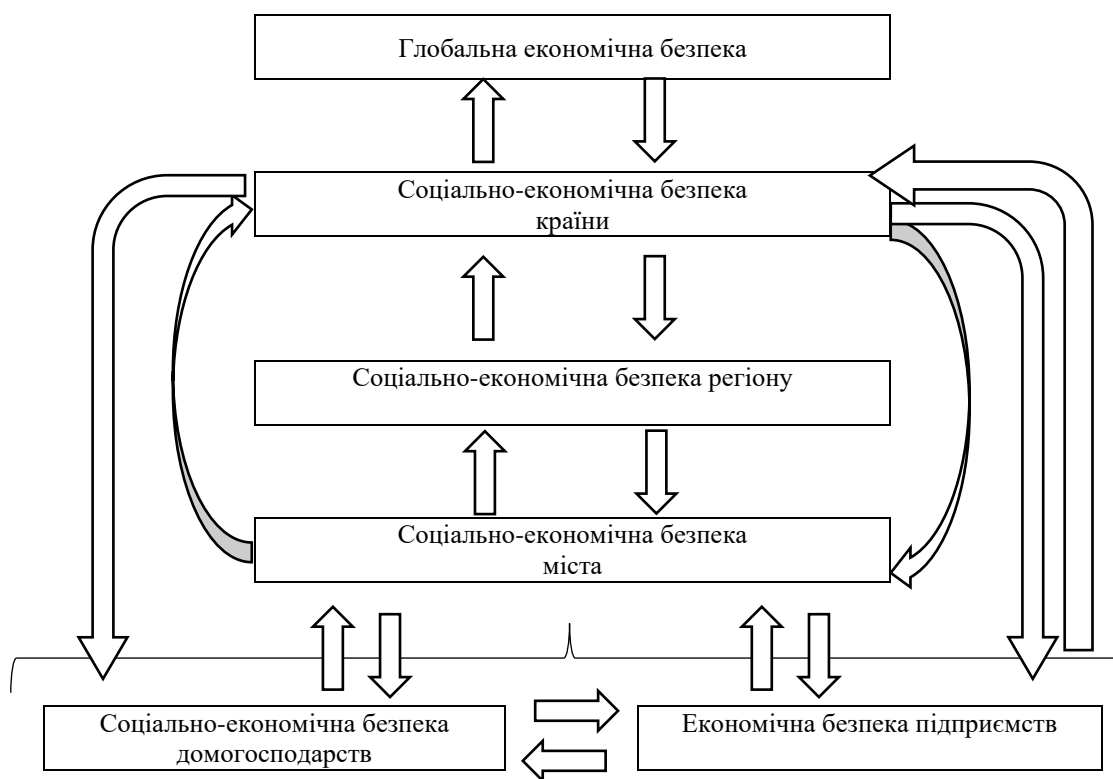 Глобальна економічна безпека
Соціально-економічна безпека
країни
Соціально-економічна безпека регіону
Соціально-економічна безпека
міста
Соціально-економічна безпека
домогосподарств
Економічна безпека підприємств